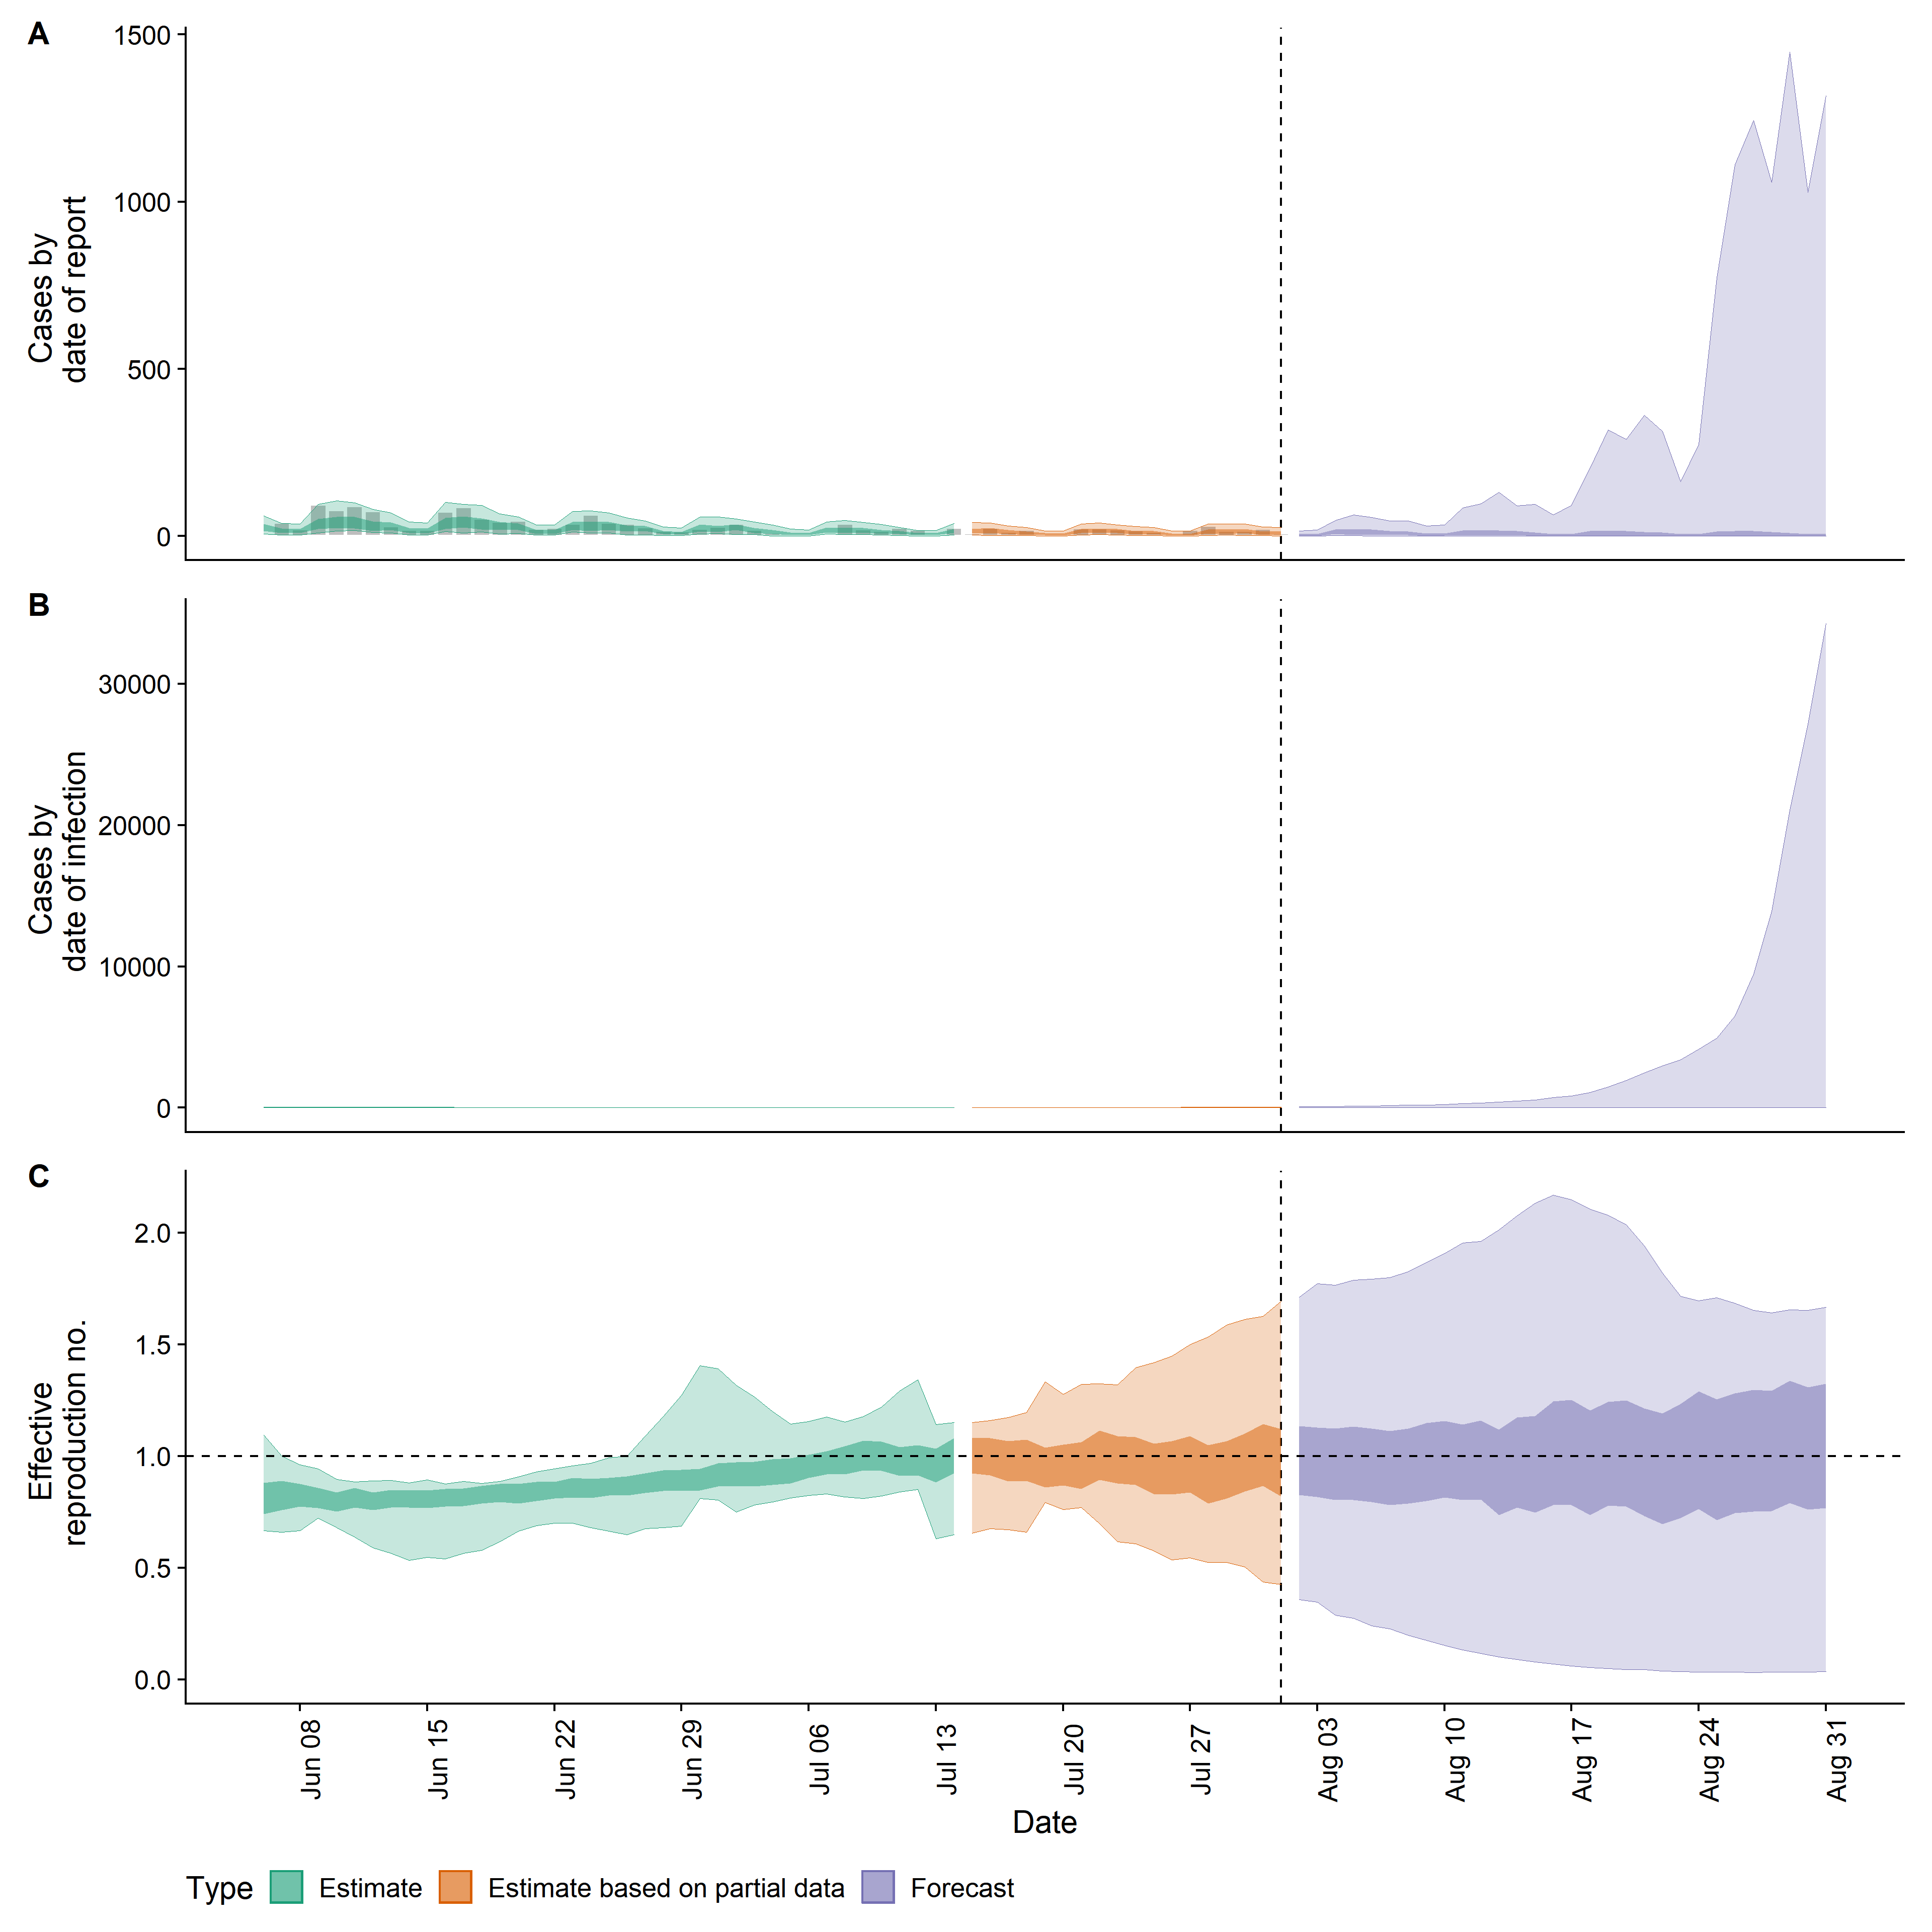 A
1500
1000
500
0
Cases by
date of report
B
30000
20000
10000
0
Cases by
date of infection
C
2.0
1.5
1.0
0.5
0.0
Effective
reproduction no.
Jun 08
Jun 15
Jun 22
Jun 29
Jul 06
Jul 13
Jul 20
Jul 27
Aug 03
Aug 10
Aug 17
Aug 24
Aug 31
Date
Type Estimate Estimate based on partial data Forecast